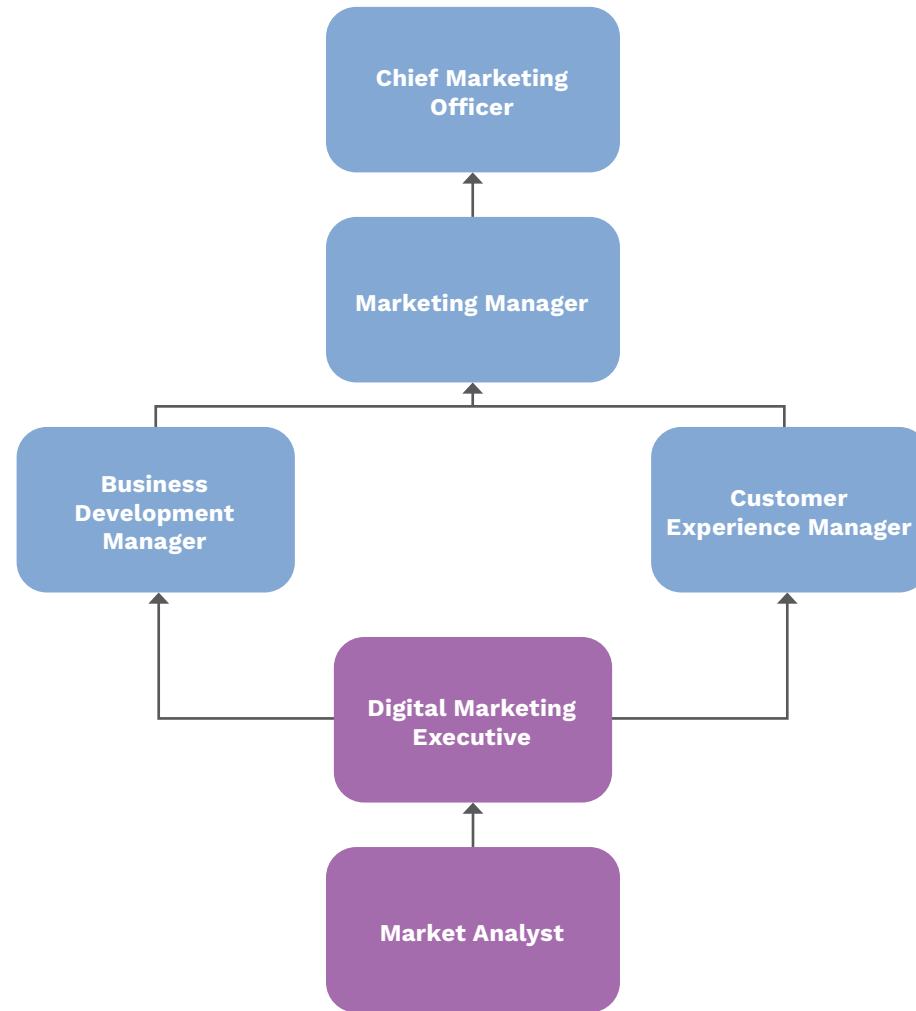 Chief Marketing
Officer
Marketing Manager
Business
Development
Manager
Customer
Experience Manager
Digital Marketing
Executive
Market Analyst